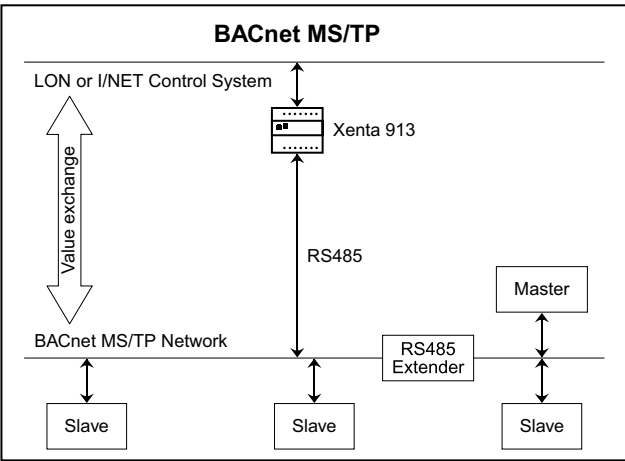 BACnet MS/TP
LON or I/NET Control System
Xenta 913
Value exchange
RS485
Master
BACnet MS/TP Network
RS485
Extender
Slave
Slave
Slave